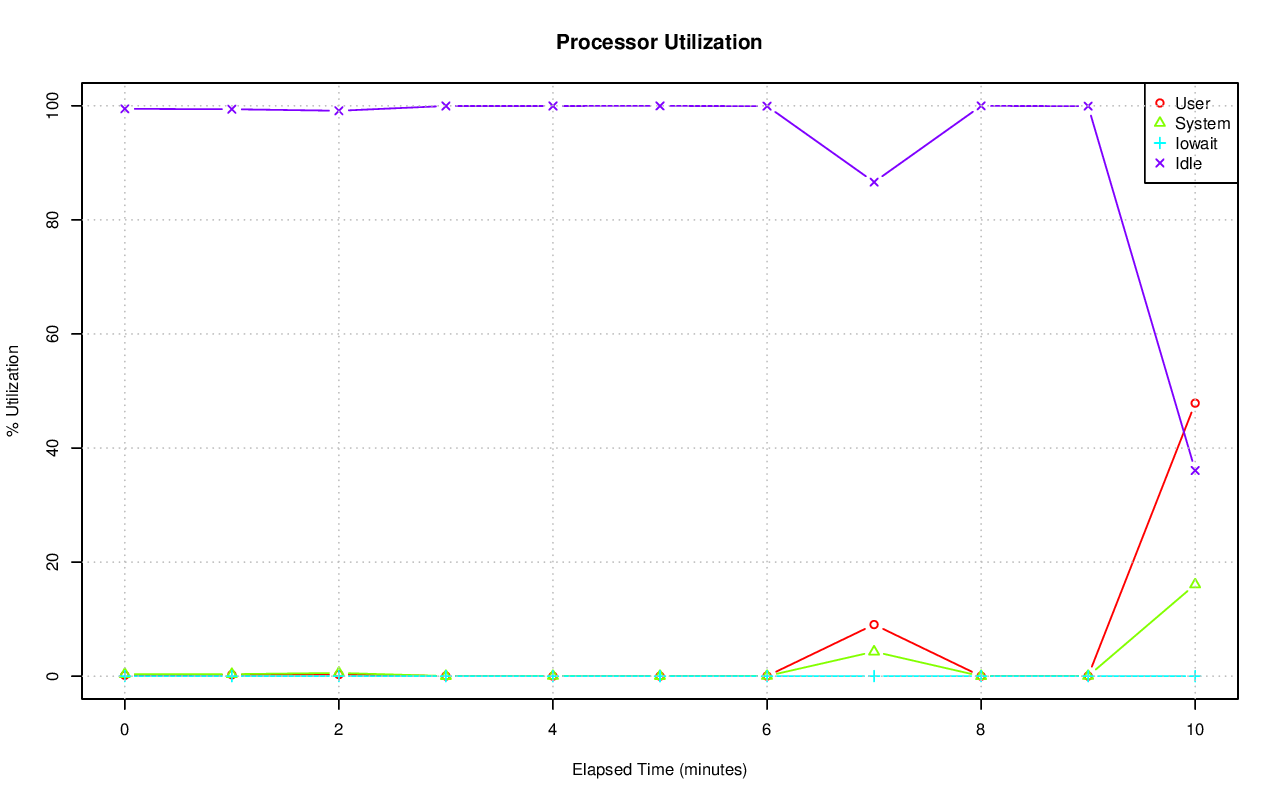 Processor Utilization
% Utilization
100
80
60
40
20
0
User
System
Iowait
Idle
0 2 4 6 8 10
Elapsed Time (minutes)